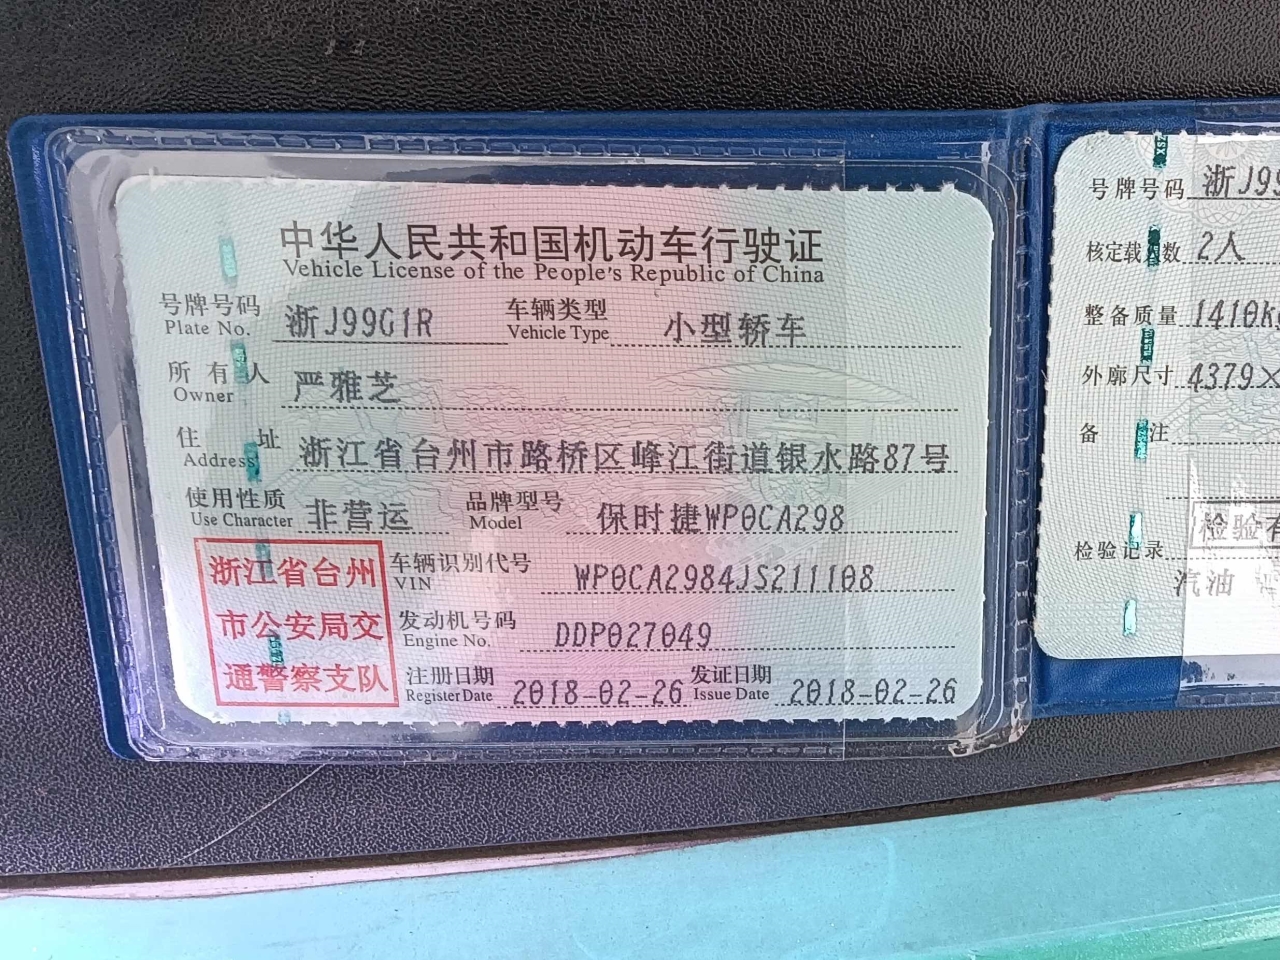 中华人民共和国机动车行驶证
Vehicle License of the People's Republic of China
号牌号码 浙J99G1R 车辆类型 小型轿车
Plate No. Vehicle Type
所有人 严雅芝
Owner
住址 浙江省台州市路桥区峰江街道银水路87号
Address
使用性质 非营运 品牌型号 保时捷WP0CA298
Use Character Model
浙江省台州
市公安局交
通警察支队
车辆识别代号 WP0CA2984JS211108
VIN
发动机号码 DDP027049
Engine No.
注册日期 2018-02-26 发证日期 2018-02-26
Register Date Issue Date
号牌号码 浙J99
核定载人数 2人
整备质量 1410k
外廓尺寸 4379×
备注
检验记录 检验有
汽油